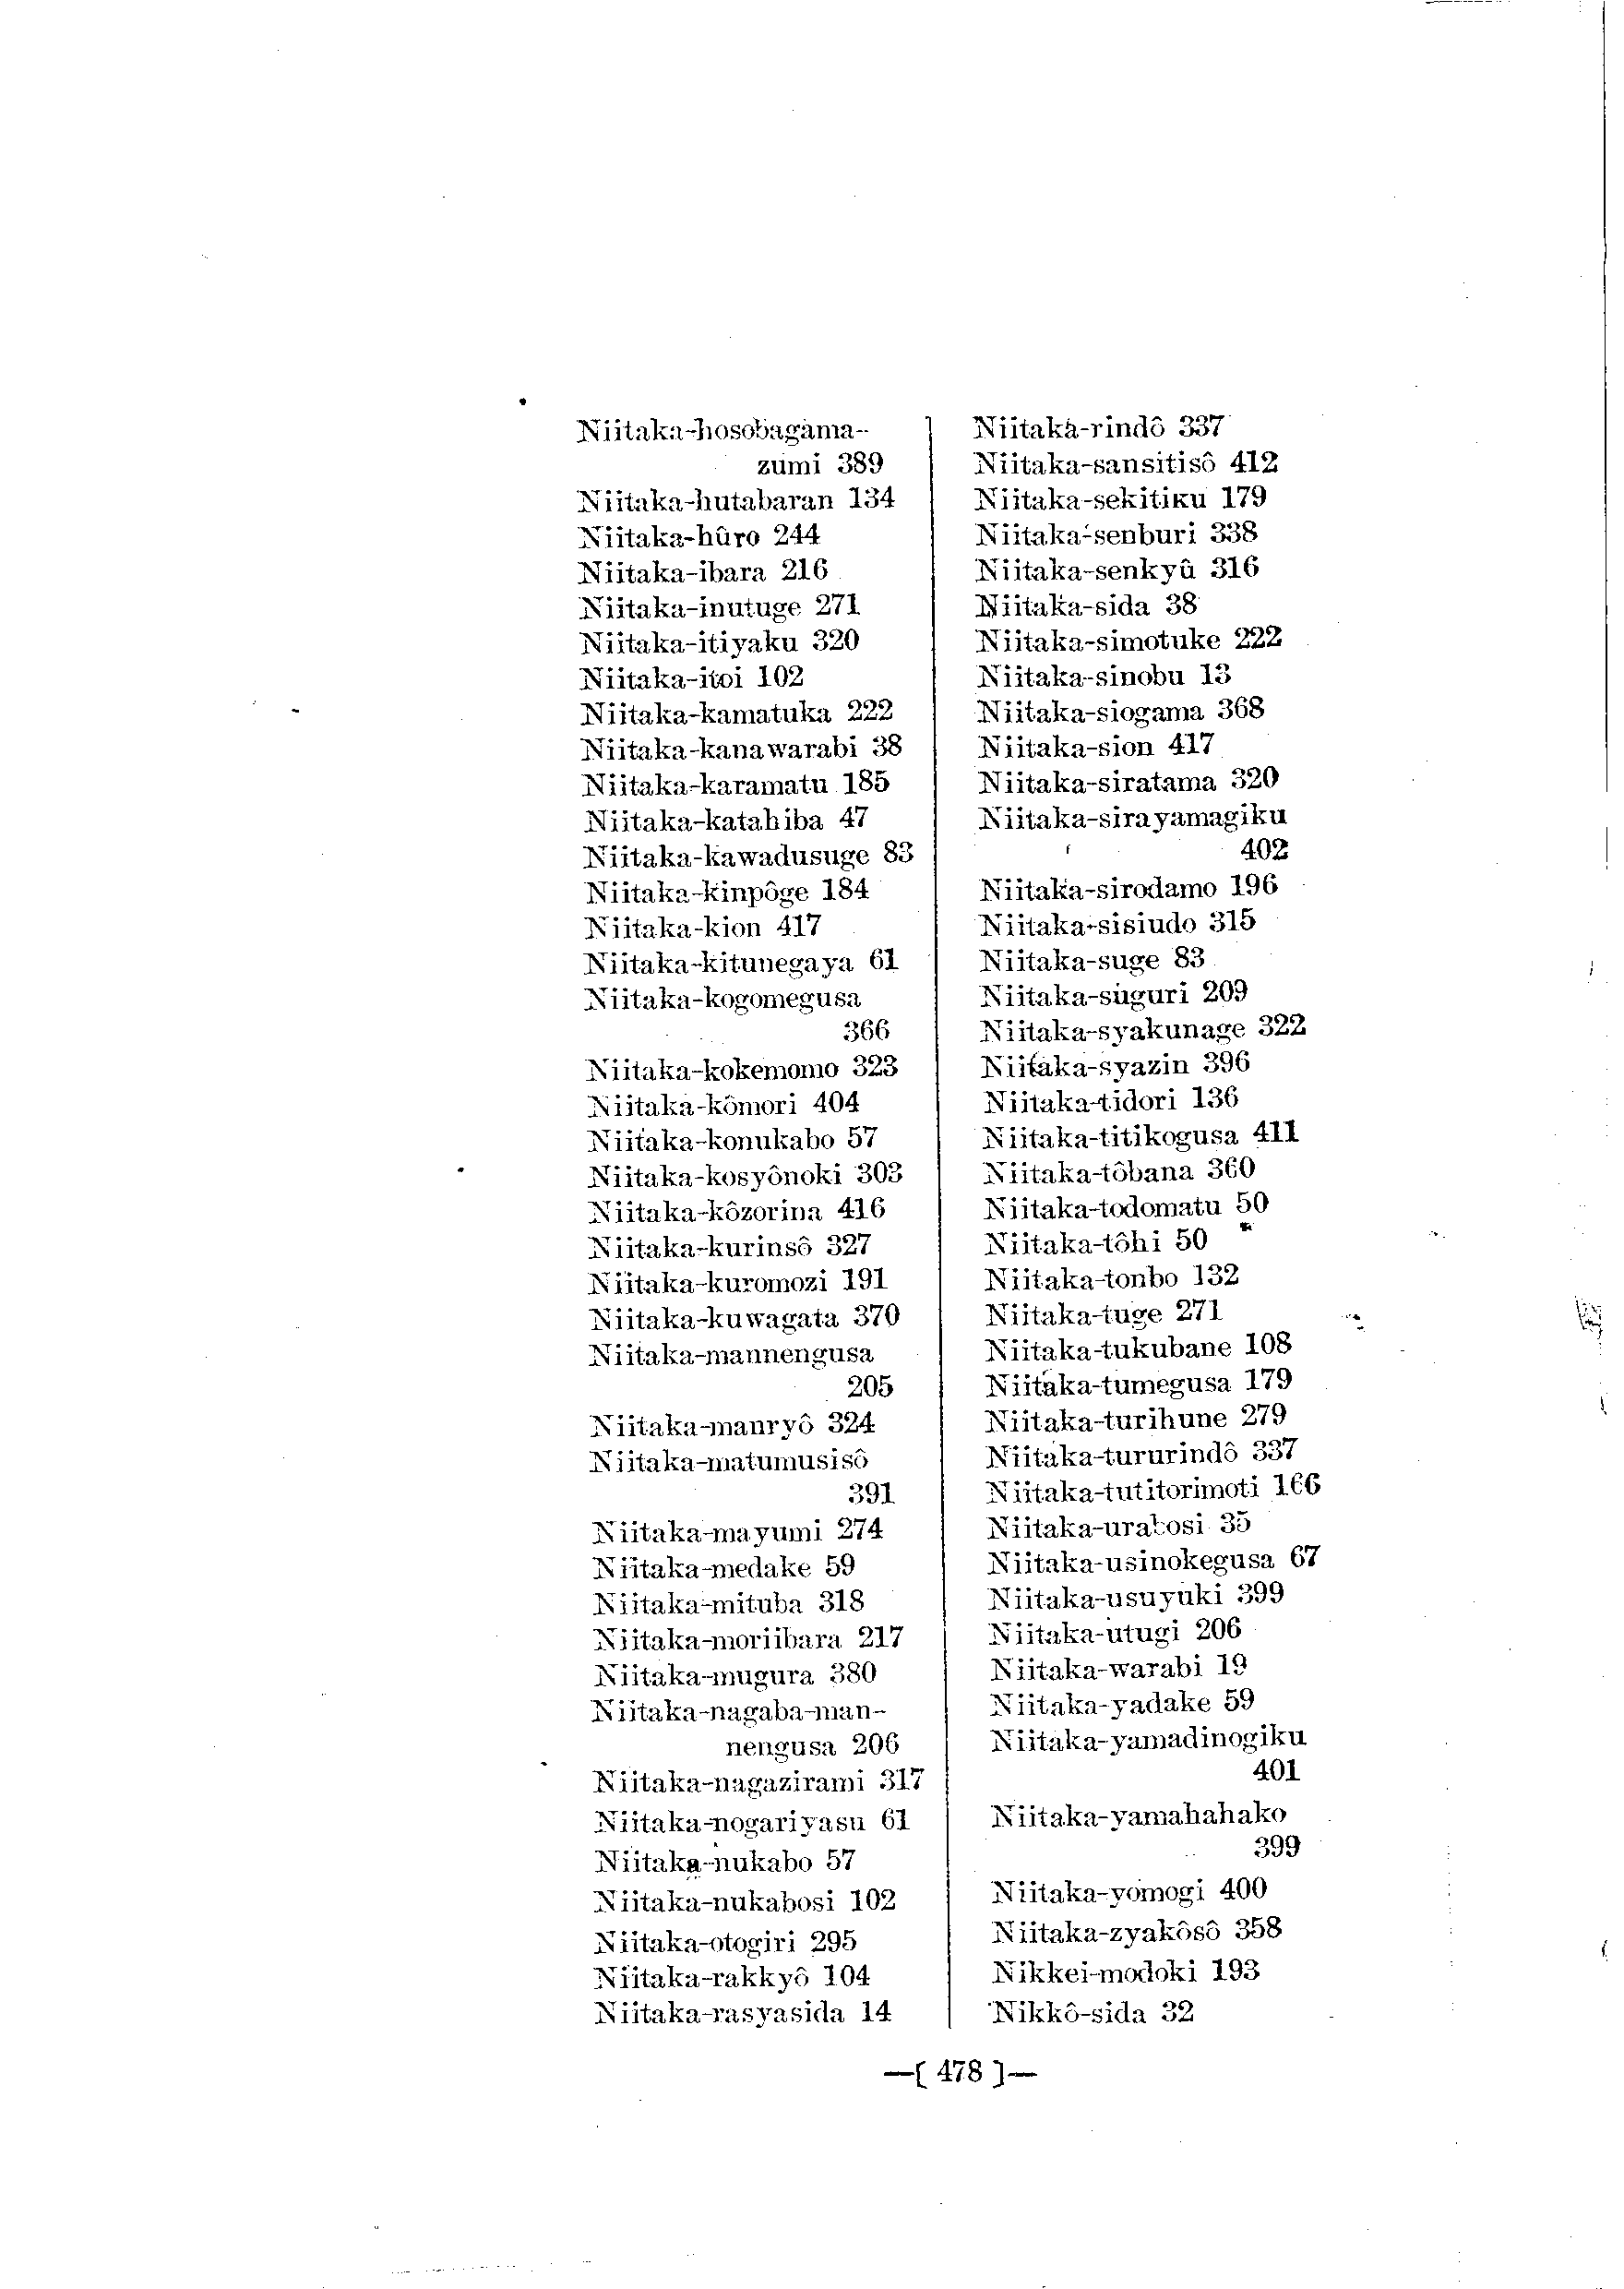 Niitaka-hosobagama-
zumi 389
Niitaka-hutabaran 134
Niitaka-hûro 244
Niitaka-ibara 216
Niitaka-inutuge 271
Niitaka-itiyaku 320
Niitaka-itoi 102
Niitaka-kamatuka 222
Niitaka-kanawarabi 38
Niitaka-karamatu 185
Niitaka-katahiba 47
Niitaka-kawadusuge 83
Niitaka-kinpôge 184
Niitaka-kion 417
Niitaka-kitunegaya 61
Niitaka-kogomegusa
366
Niitaka-kokemomo 323
Niitaka-kômori 404
Niitaka-konukabo 57
Niitaka-kosyônoki 303
Niitaka-kôzorina 416
Niitaka-kurinsô 327
Niitaka-kuromozi 191
Niitaka-kuwagata 370
Niitaka-mannengusa
205
Niitaka-manryô 324
Niitaka-matumusisô
391
Niitaka-mayumi 274
Niitaka-medake 59
Niitaka-mituba 318
Niitaka-moriibara 217
Niitaka-mugura 380
Niitaka-nagaba-man-
nengusa 206
Niitaka-nagazirami 317
Niitaka-nogariyasu 61
Niitaka-nukabo 57
Niitaka-nukabosi 102
Niitaka-otogiri 295
Niitaka-rakkyô 104
Niitaka-rasyasida 14
Niitaka-rindô 337
Niitaka-sansitisô 412
Niitaka-sekitiku 179
Niitaka-senburi 338
Niitaka-senkyû 316
Niitaka-sida 38
Niitaka-simotuke 222
Niitaka-sinobu 13
Niitaka-siogama 368
Niitaka-sion 417
Niitaka-siratama 320
Niitaka-sirayamagiku
402
Niitaka-sirodamo 196
Niitaka-sisiudo 315
Niitaka-suge 83
Niitaka-suguri 209
Niitaka-syakunage 322
Niitaka-syazin 396
Niitaka-tidori 136
Niitaka-titikogusa 411
Niitaka-tôbana 360
Niitaka-todomatu 50
Niitaka-tôhi 50
Niitaka-tonbo 132
Niitaka-tuge 271
Niitaka-tukubane 108
Niitaka-tumegusa 179
Niitaka-turihune 279
Niitaka-tururindô 337
Niitaka-tutitorimoti 166
Niitaka-urabosi 35
Niitaka-usinokegusa 67
Niitaka-usuyuki 399
Niitaka-utugi 206
Niitaka-warabi 19
Niitaka-yadake 59
Niitaka-yamadinogiku
401
Niitaka-yamahahako
399
Niitaka-yomogi 400
Niitaka-zyakôsô 358
Nikkei-modoki 193
Nikkô-sida 32
—[ 478 ]—